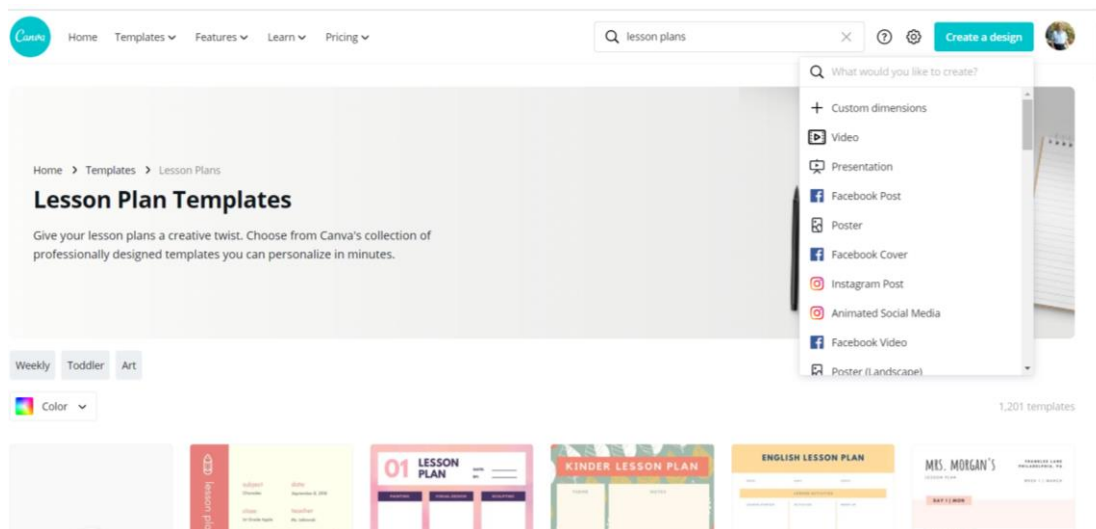 Canva
Home Templates Features Learn Pricing
lesson plans
Create a design
What would you like to create?
Custom dimensions
Video
Presentation
Facebook Post
Poster
Facebook Cover
Instagram Post
Animated Social Media
Facebook Video
Poster (Landscape)
Home > Templates > Lesson Plans
Lesson Plan Templates
Give your lesson plans a creative twist. Choose from Canva's collection of
professionally designed templates you can personalize in minutes.
Weekly Toddler Art
Color
1,201 templates
subject
date
01 LESSON
PLAN
KINDER LESSON PLAN
ENGLISH LESSON PLAN
MRS. MORGAN'S
LESSON PLAN
DAY 1 | MON